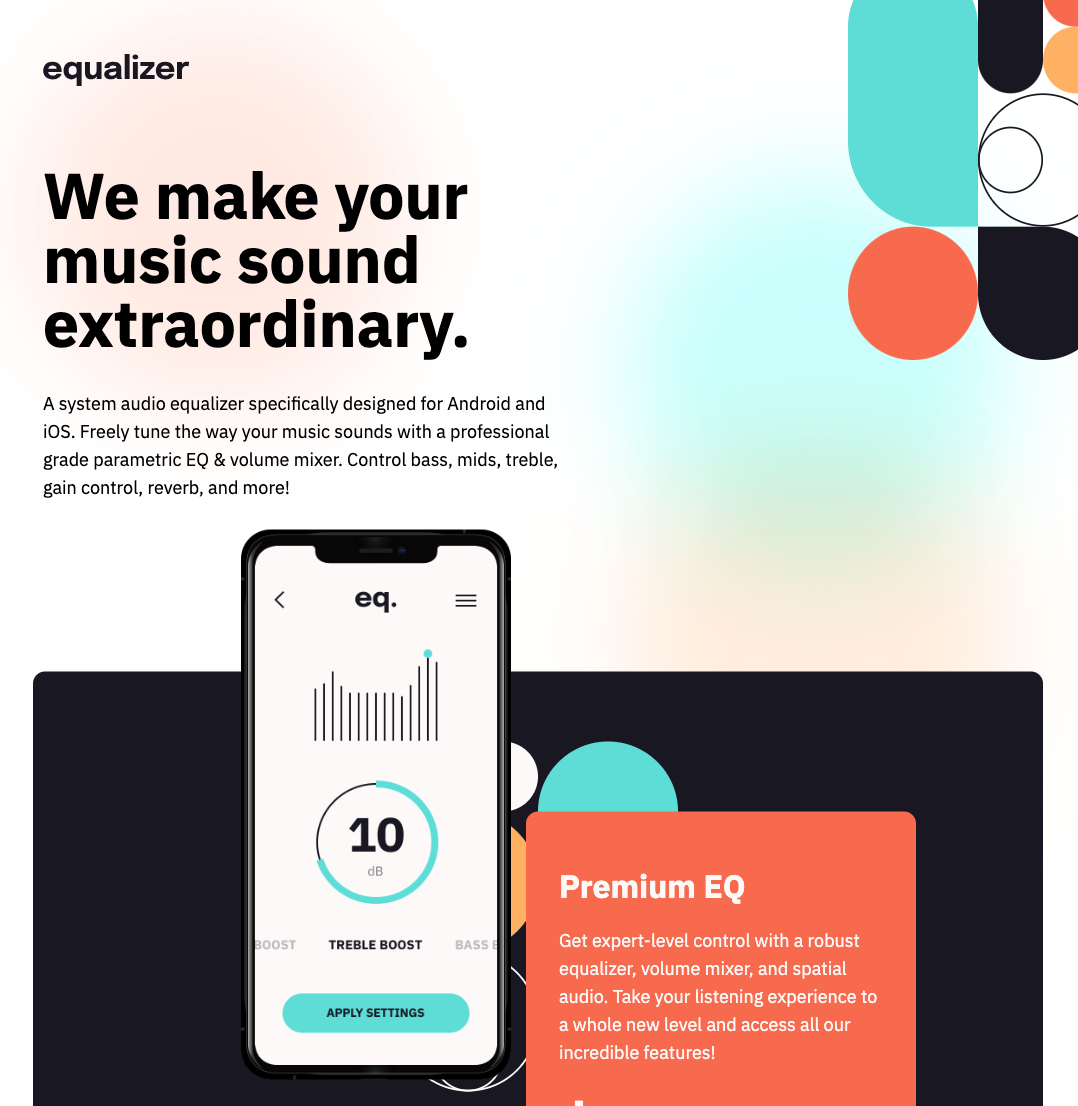 equalizer
We make your
music sound
extraordinary.
A system audio equalizer specifically designed for Android and
iOS. Freely tune the way your music sounds with a professional
grade parametric EQ & volume mixer. Control bass, mids, treble,
gain control, reverb, and more!
eq.
10
dB
BOOST TREBLE BOOST BASS
APPLY SETTINGS
Premium EQ
Get expert-level control with a robust
equalizer, volume mixer, and spatial
audio. Take your listening experience to
a whole new level and access all our
incredible features!